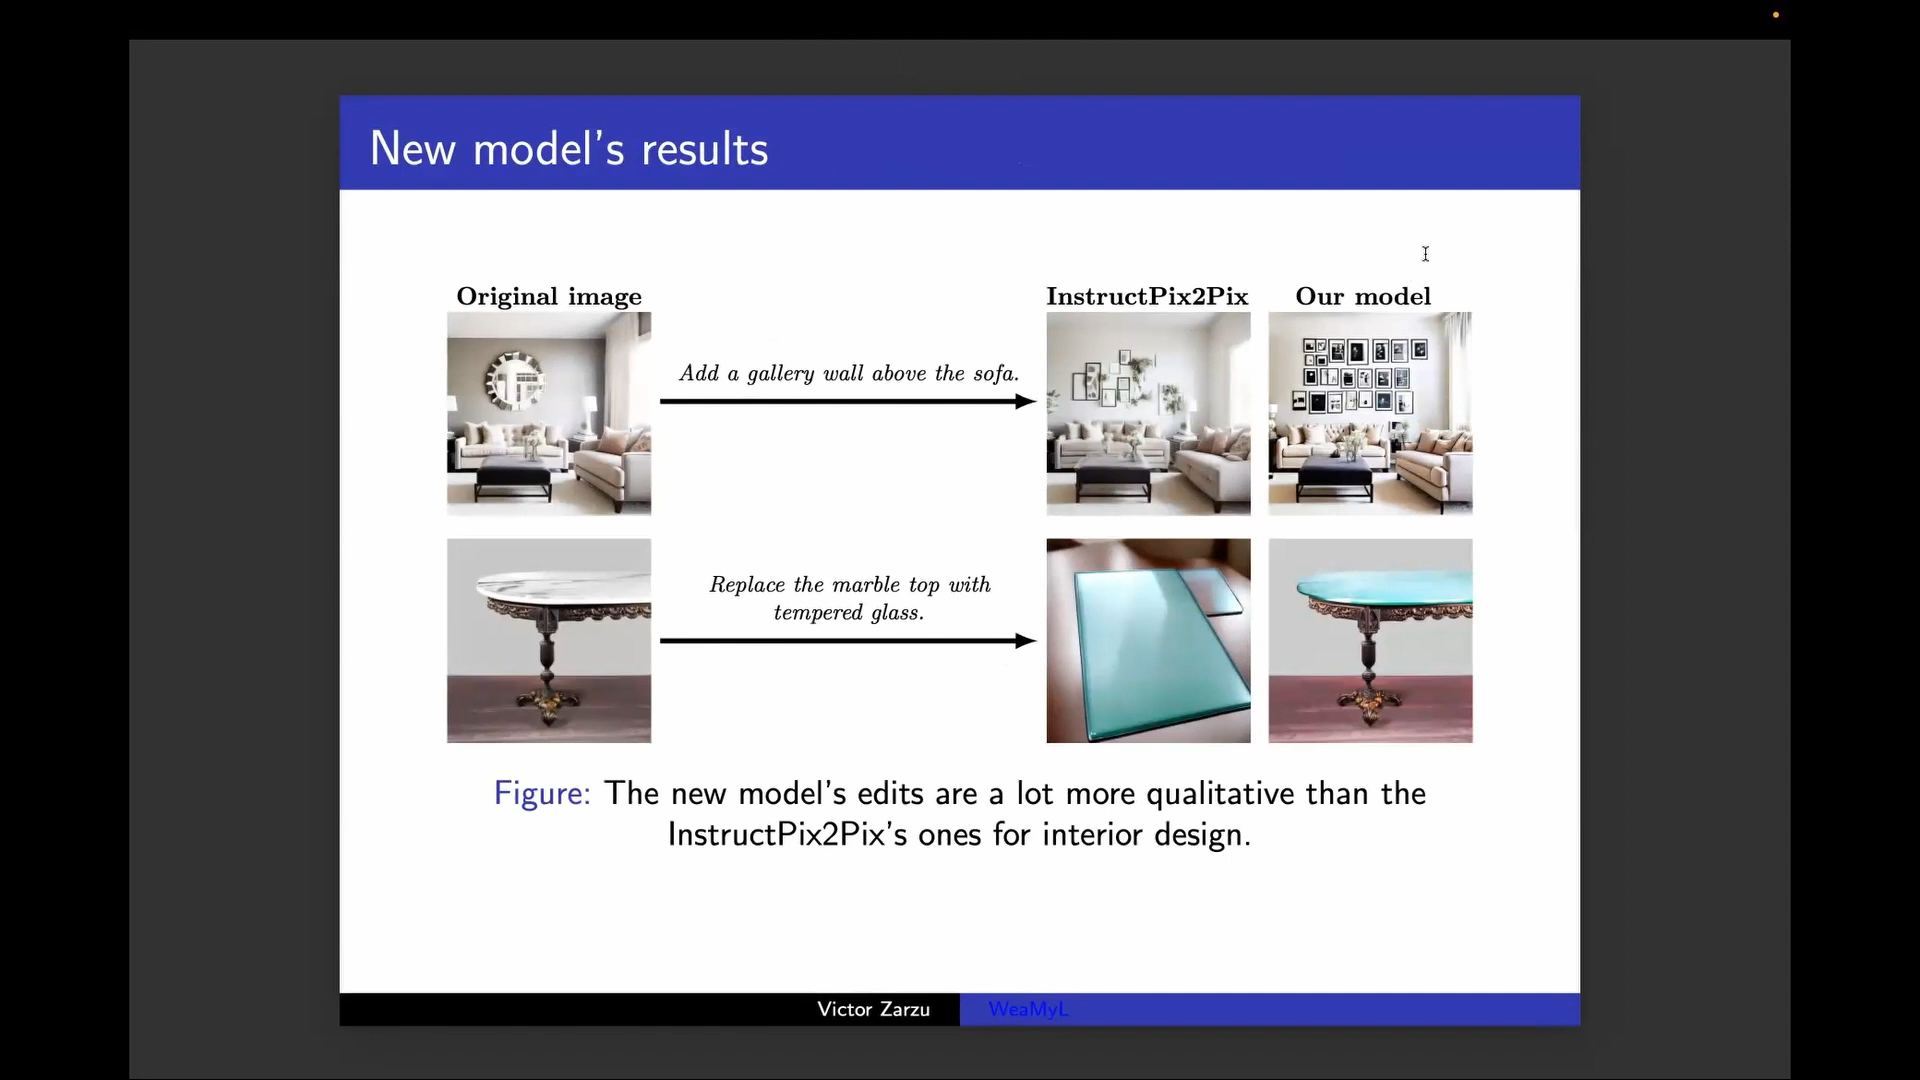 New model's results
Original image
InstructPix2Pix
Our model
Add a gallery wall above the sofa.
Replace the marble top with
tempered glass.
Figure: The new model's edits are a lot more qualitative than the
InstructPix2Pix's ones for interior design.
Victor Zarzu
WeaMyL